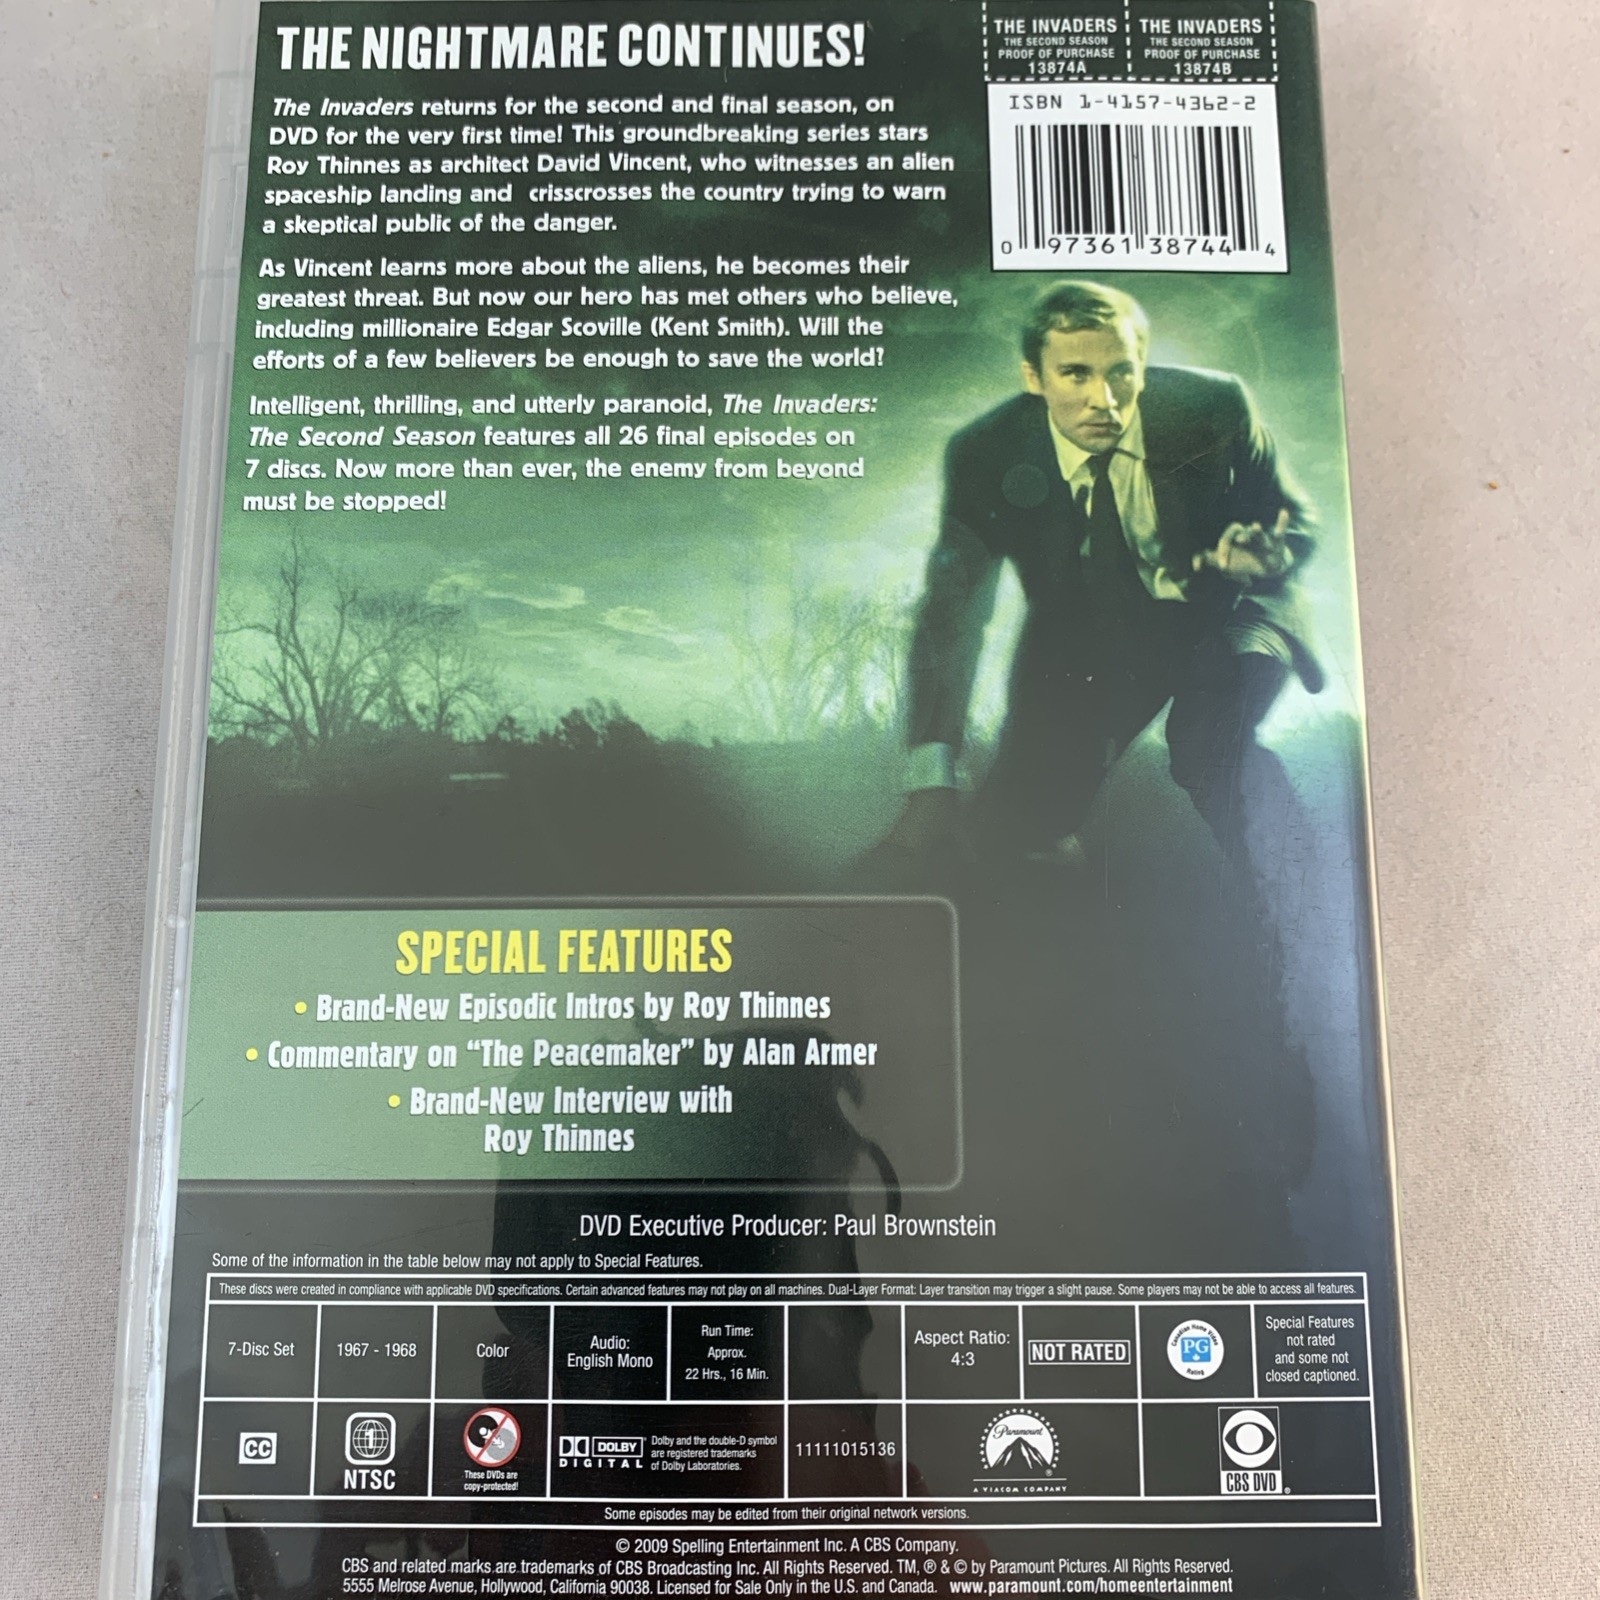 THE NIGHTMARE CONTINUES!
The Invaders returns for the second and final season, on
DVD for the very first time! This groundbreaking series stars
Roy Thinnes as architect David Vincent, who witnesses an alien
spaceship landing and crisscrosses the country trying to warn
a skeptical public of the danger.
As Vincent learns more about the aliens, he becomes their
greatest threat. But now our hero has met others who believe,
including millionaire Edgar Scoville (Kent Smith). Will the
efforts of a few believers be enough to save the world?
Intelligent, thrilling, and utterly paranoid, The Invaders:
The Second Season features all 26 final episodes on
7 discs. Now more than ever, the enemy from beyond
must be stopped!
THE INVADERS
THE SECOND SEASON
PROOF OF PURCHASE
13874A
THE INVADERS
THE SECOND SEASON
PROOF OF PURCHASE
13874B
ISBN 1-4157-4362-2
0 97361 38744 4
SPECIAL FEATURES
• Brand-New Episodic Intros by Roy Thinnes
• Commentary on “The Peacemaker” by Alan Armer
• Brand-New Interview with
Roy Thinnes
DVD Executive Producer: Paul Brownstein
Some of the information in the table below may not apply to Special Features.
These discs were created in compliance with applicable DVD specifications. Certain advanced features may not play on all machines. Dual-Layer Format: Layer transition may trigger a slight pause. Some players may not be able to access all features.
7-Disc Set
1967 - 1968
Color
Audio:
English Mono
Run Time:
Approx.
22 Hrs., 16 Min.
Aspect Ratio:
4:3
NOT RATED
Canadian Home Video
PG
Rated
Special Features
not rated
and some not
closed captioned.
CC
1
NTSC
These DVDs are
copy-protected!
DOLBY
DIGITAL
Dolby and the double-D symbol
are registered trademarks
of Dolby Laboratories.
11111015136
Paramount
®
A VIACOM COMPANY
CBS DVD
®
Some episodes may be edited from their original network versions.
© 2009 Spelling Entertainment Inc. A CBS Company.
CBS and related marks are trademarks of CBS Broadcasting Inc. All Rights Reserved. TM, ® & © by Paramount Pictures. All Rights Reserved.
5555 Melrose Avenue, Hollywood, California 90038. Licensed for Sale Only in the U.S. and Canada. www.paramount.com/homeentertainment